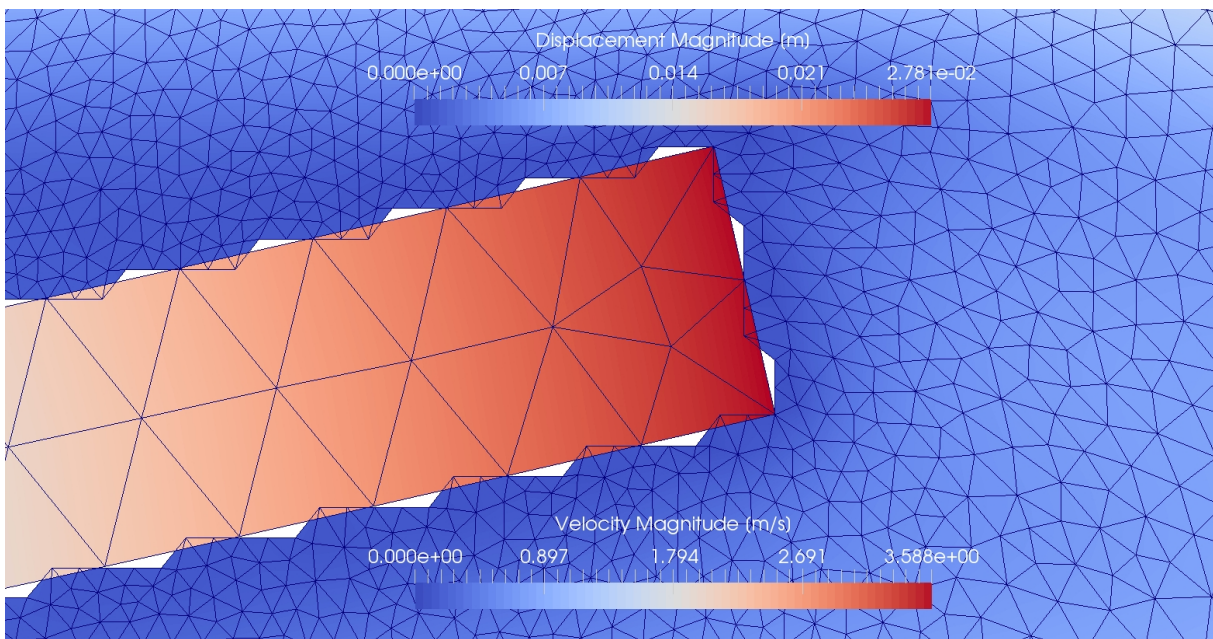 Displacement Magnitude (m)
0.000e+00 0.007 0.014 0.021 2.781e-02
Velocity Magnitude (m/s)
0.000e+00 0.897 1.794 2.691 3.588e+00